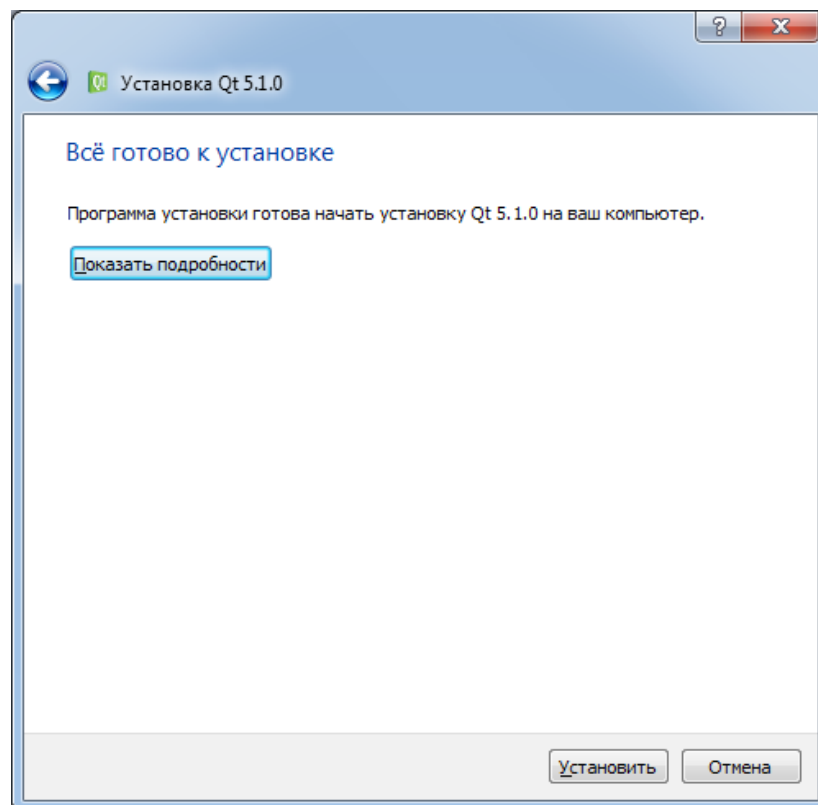 ?
Qt Установка Qt 5.1.0
Всё готово к установке
Программа установки готова начать установку Qt 5.1.0 на ваш компьютер.
Показать подробности
Установить Отмена